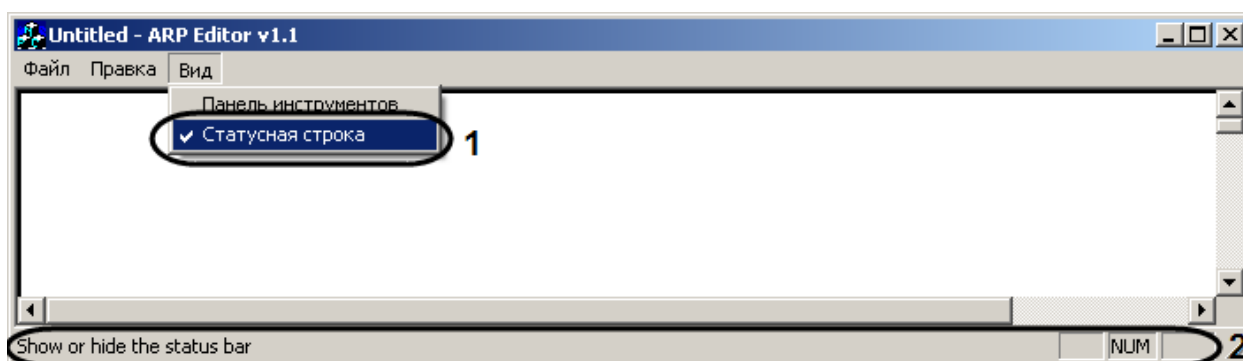 Untitled - ARP Editor v1.1
Файл Правка Вид
Панель инструментов
Статусная строка
1
Show or hide the status bar NUM 2